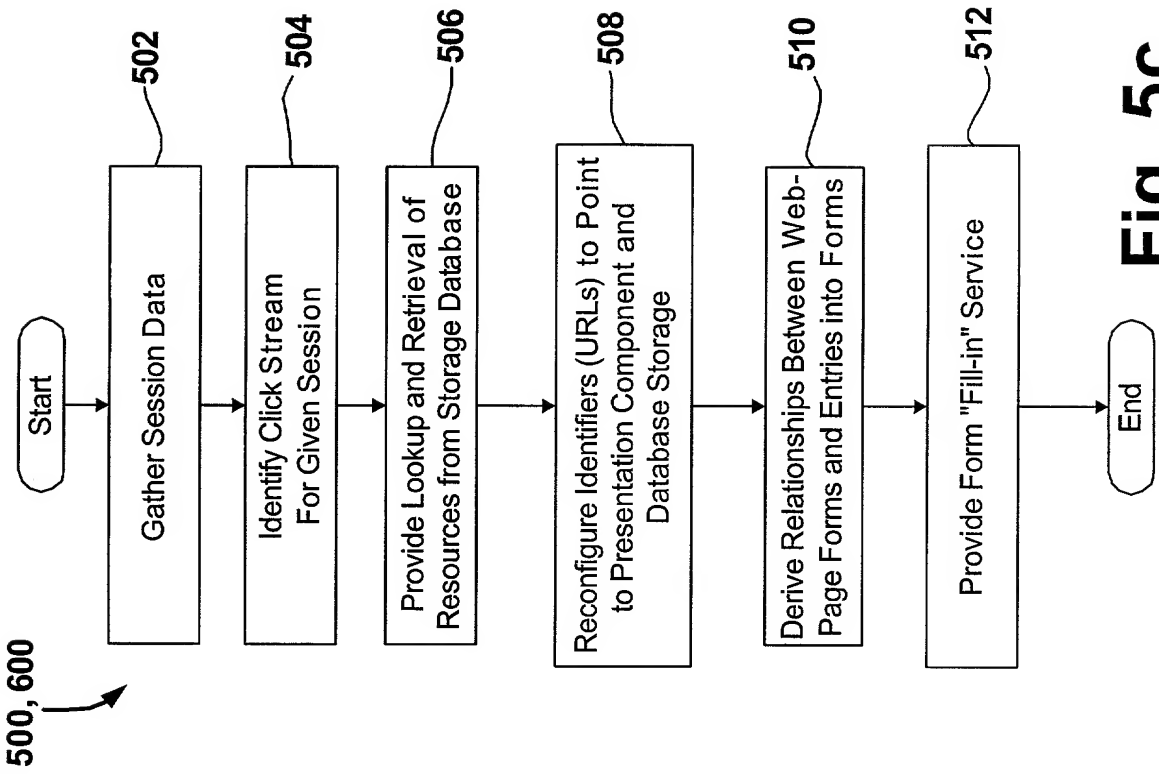 500, 600
Start
Gather Session Data
502
Identify Click Stream
For Given Session
504
Provide Lookup and Retrieval of
Resources from Storage Database
506
Reconfigure Identifiers (URLs) to Point
to Presentation Component and
Database Storage
508
Derive Relationships Between Web-
Page Forms and Entries into Forms
510
Provide Form "Fill-in" Service
512
End
Fig. 5c